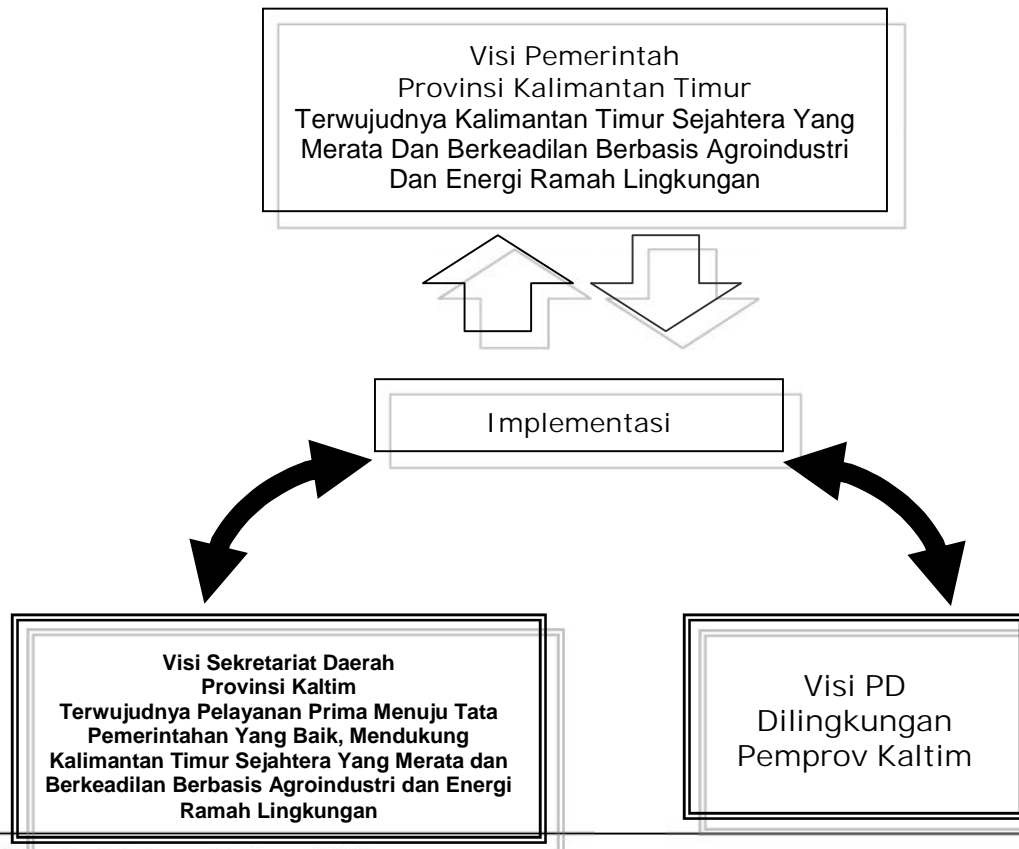 Visi Pemerintah
Provinsi Kalimantan Timur
Terwujudnya Kalimantan Timur Sejahtera Yang
Merata Dan Berkeadilan Berbasis Agroindustri
Dan Energi Ramah Lingkungan
Implementasi
Visi Sekretariat Daerah
Provinsi Kaltim
Terwujudnya Pelayanan Prima Menuju Tata
Pemerintahan Yang Baik, Mendukung
Kalimantan Timur Sejahtera Yang Merata dan
Berkeadilan Berbasis Agroindustri dan Energi
Ramah Lingkungan
Visi PD
Dilingkungan
Pemprov Kaltim